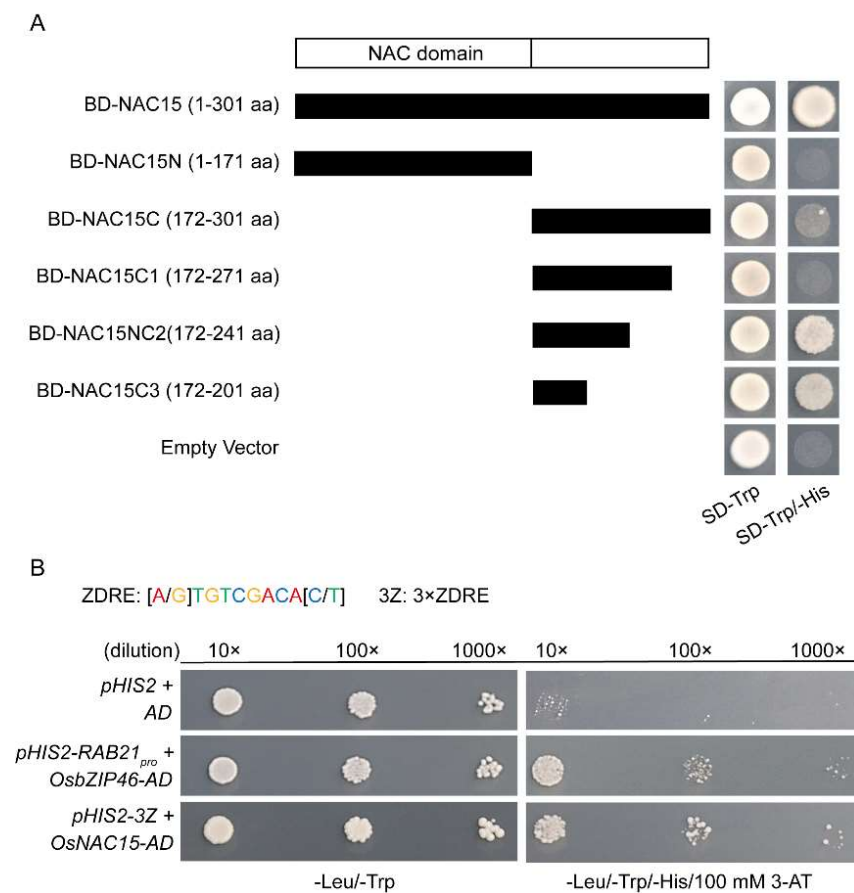 A
NAC domain
BD-NAC15 (1-301 aa)
BD-NAC15N (1-171 aa)
BD-NAC15C (172-301 aa)
BD-NAC15C1 (172-271 aa)
BD-NAC15NC2(172-241 aa)
BD-NAC15C3 (172-201 aa)
Empty Vector
SD-Trp
SD-Trp/-His
B
ZDRE: [A/G]TGTCGACA[C/T] 3Z: 3×ZDRE
(dilution) 10× 100× 1000× 10× 100× 1000×
pHIS2 +
AD
pHIS2-RAB21pro +
OsbZIP46-AD
pHIS2-3Z +
OsNAC15-AD
-Leu/-Trp -Leu/-Trp/-His/100 mM 3-AT